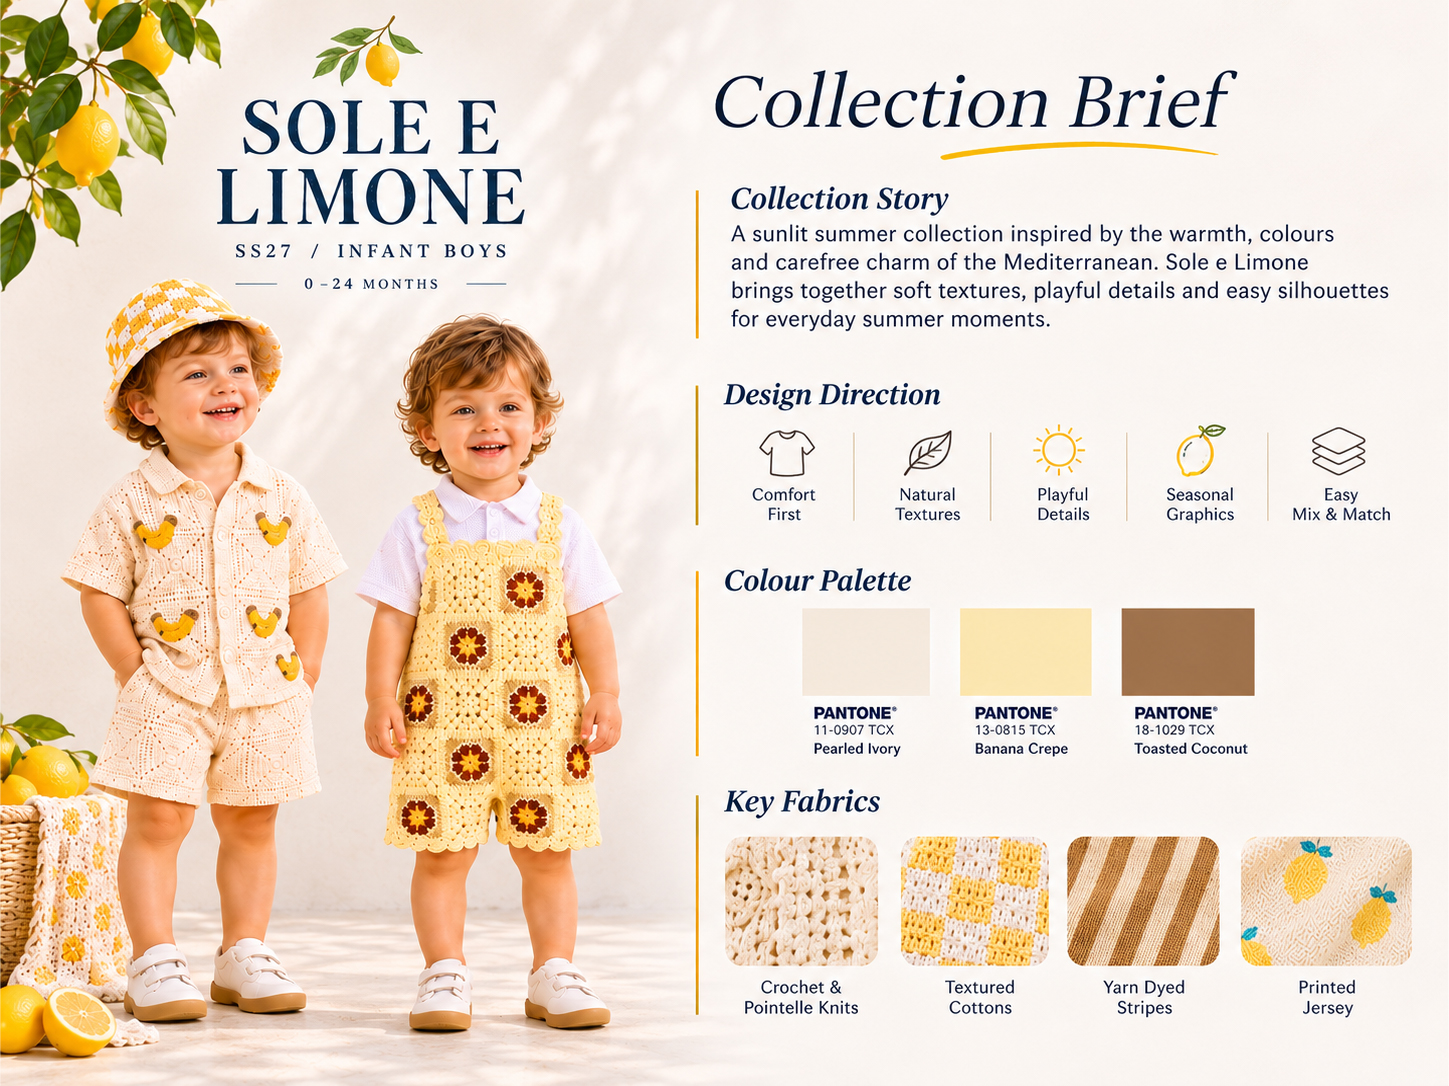 SOLE E
LIMONE
SS27 / INFANT BOYS
0–24 MONTHS
Collection Brief
Collection Story
A sunlit summer collection inspired by the warmth, colours
and carefree charm of the Mediterranean. Sole e Limone
brings together soft textures, playful details and easy silhouettes
for everyday summer moments.
Design Direction
Comfort
First
Natural
Textures
Playful
Details
Seasonal
Graphics
Easy
Mix & Match
Colour Palette
PANTONE®
11-0907 TCX
Pearled Ivory
PANTONE®
13-0815 TCX
Banana Crepe
PANTONE®
18-1029 TCX
Toasted Coconut
Key Fabrics
Crochet &
Pointelle Knits
Textured
Cottons
Yarn Dyed
Stripes
Printed
Jersey